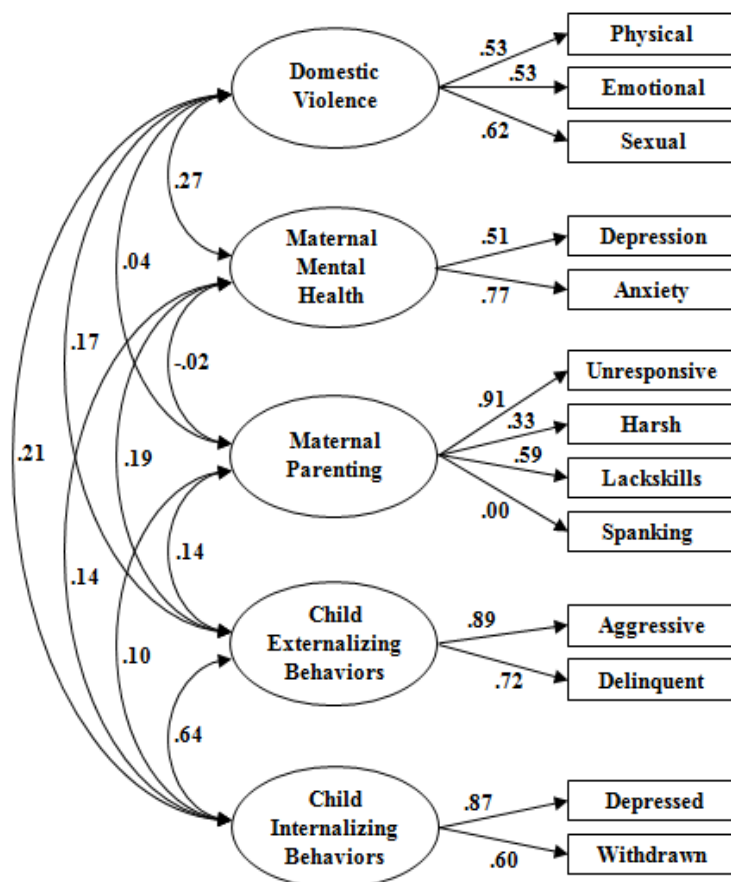 Physical
.53
Domestic
Violence
.53
Emotional
.62
Sexual
.27
Maternal
Mental
Health
.51
Depression
.77
Anxiety
.04
.17
-.02
Unresponsive
.91
.33
Harsh
Maternal
Parenting
.59
Lackskills
.00
Spanking
.21
.19
.14
.14
Child
Externalizing
Behaviors
.89
Aggressive
.72
Delinquent
.10
.64
Child
Internalizing
Behaviors
.87
Depressed
.60
Withdrawn